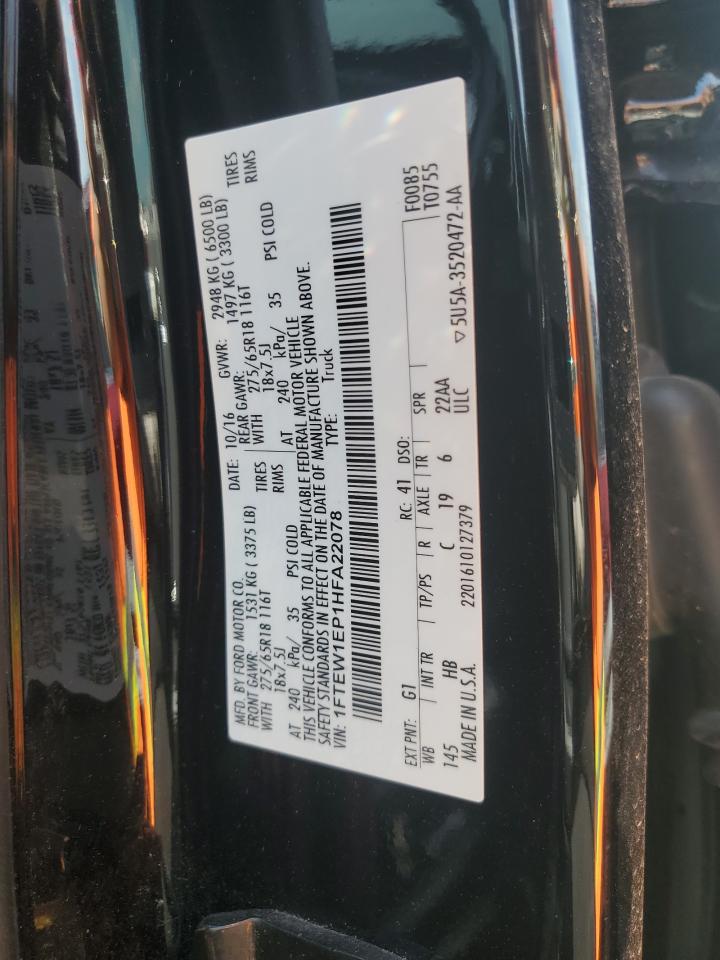 MFD. BY FORD MOTOR CO.
DATE: 10/16 GVWR: 2948 KG ( 6500 LB)
FRONT GAWR: 1531 KG ( 3375 LB) REAR GAWR: 1497 KG ( 3300 LB)
WITH 275/65R18 116T TIRES WITH 275/65R18 116T TIRES
18x7.5J RIMS 18x7.5J RIMS
AT 240 kPa/ 35 PSI COLD AT 240 kPa/ 35 PSI COLD
THIS VEHICLE CONFORMS TO ALL APPLICABLE FEDERAL MOTOR VEHICLE
SAFETY STANDARDS IN EFFECT ON THE DATE OF MANUFACTURE SHOWN ABOVE.
VIN: 1FTEW1EP1HFA22078 TYPE: Truck
F0085
EXT PNT: G1 RC: 41 DSO: T0755
WB INT TR TP/PS R AXLE TR SPR
145 HB C 19 6 22AA
ULC
MADE IN U.S.A. 2201610127379 ▽5U5A-3520472-AA